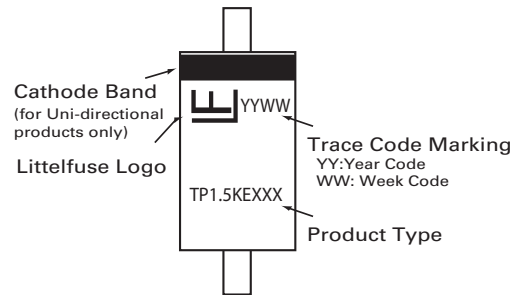 Cathode Band
(for Uni-directional
products only)
Littelfuse Logo
YYWW
Trace Code Marking
YY:Year Code
WW: Week Code
TP1.5KEXXX
Product Type